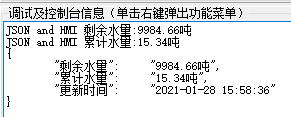 调试及控制台信息（单击右键弹出功能菜单）
JSON and HMI 剩余水量:9984.66吨
JSON and HMI 累计水量:15.34吨
{
"剩余水量": "9984.66吨",
"累计水量": "15.34吨",
"更新时间": "2021-01-28 15:58:36"
}